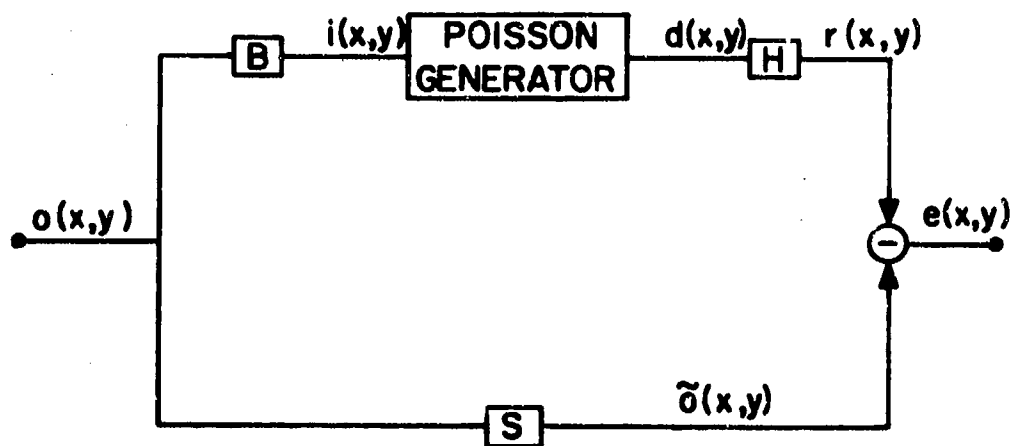 B
i(x,y)
POISSON
GENERATOR
d(x,y)
H
r(x,y)
o(x,y)
−
e(x,y)
S
õ(x,y)